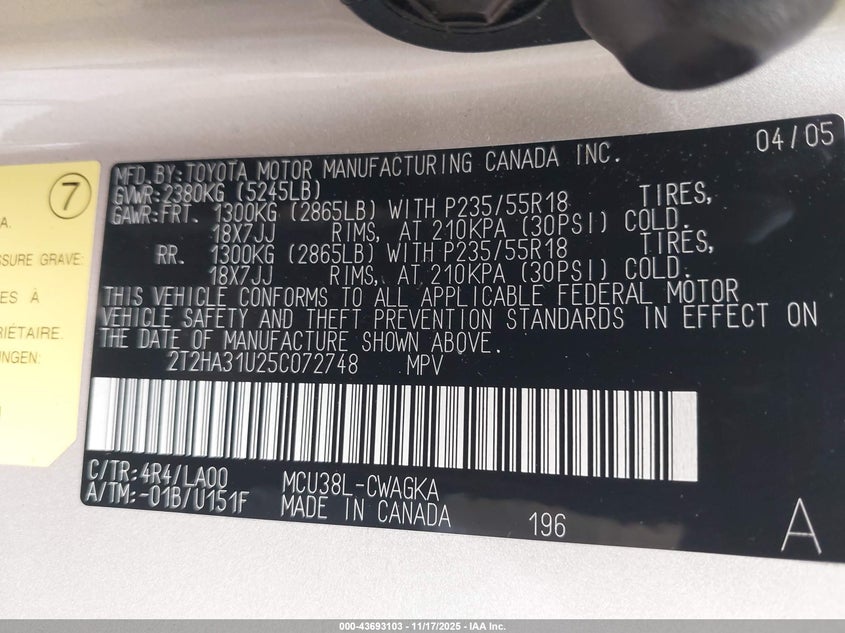 7
A.
SSURE GRAVE:
ES À
RIÉTAIRE.
UNGEN:
04/05
MFD.BY:TOYOTA MOTOR MANUFACTURING CANADA INC.
GVWR:2380KG (5245LB)
GAWR:FRT. 1300KG (2865LB) WITH P235/55R18 TIRES,
18X7JJ RIMS, AT 210KPA (30PSI) COLD.
RR. 1300KG (2865LB) WITH P235/55R18 TIRES,
18X7JJ RIMS, AT 210KPA (30PSI) COLD.
THIS VEHICLE CONFORMS TO ALL APPLICABLE FEDERAL MOTOR
VEHICLE SAFETY AND THEFT PREVENTION STANDARDS IN EFFECT ON
THE DATE OF MANUFACTURE SHOWN ABOVE.
2T2HA31U25C072748 MPV
C/TR:4R4/LA00 MCU38L-CWAGKA
A/TM:-01B/U151F MADE IN CANADA 196 A
000-43693103 - 11/17/2025 - IAA Inc.